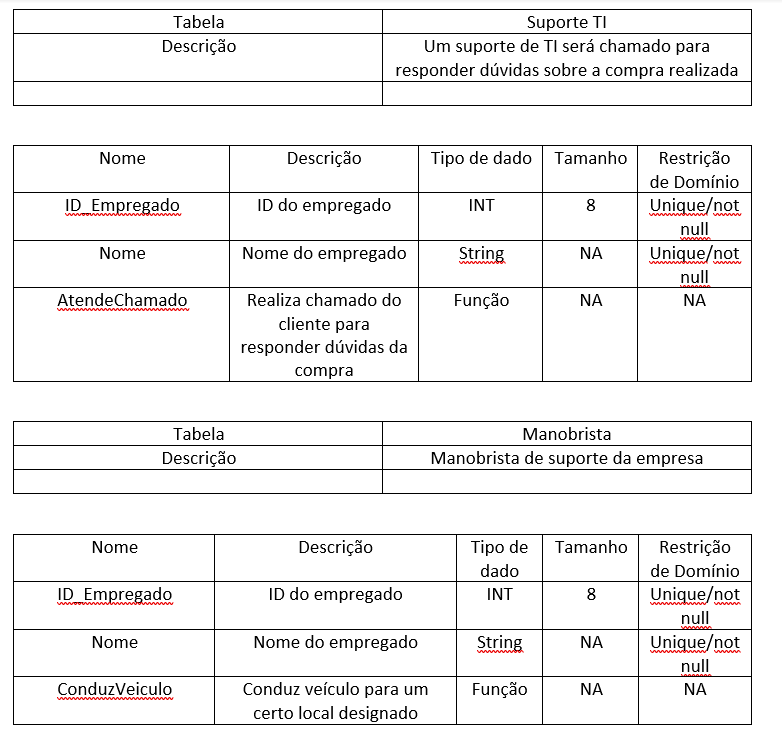 Tabela Suporte TI
Descrição Um suporte de TI será chamado para
responder dúvidas sobre a compra realizada
Nome Descrição Tipo de dado Tamanho Restrição
de Domínio
ID_Empregado ID do empregado INT 8 Unique/not
null
Nome Nome do empregado String NA Unique/not
null
AtendeChamado Realiza chamado do Função NA NA
cliente para
responder dúvidas da
compra
Tabela Manobrista
Descrição Manobrista de suporte da empresa
Nome Descrição Tipo de Tamanho Restrição
dado de Domínio
ID_Empregado ID do empregado INT 8 Unique/not
null
Nome Nome do empregado String NA Unique/not
null
ConduzVeiculo Conduz veículo para um Função NA NA
certo local designado